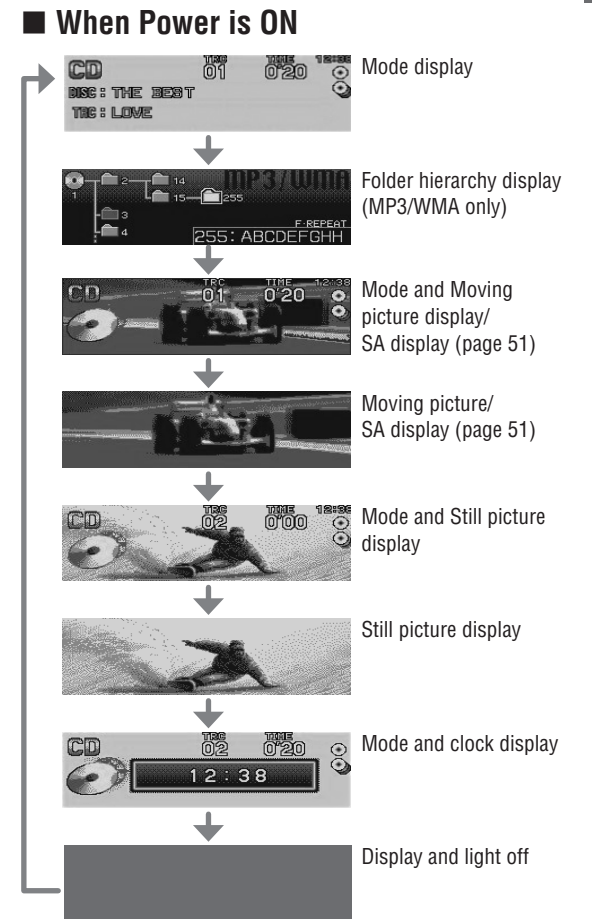 ■ When Power is ON
CD TRC 01 TIME 0'20 12:38
DISC: THE BEST
TRC: LOVE
Mode display
MP3/WMA
1 2 14
15 255
3
4
F-REPEAT
255: ABCDEFGHH
Folder hierarchy display
(MP3/WMA only)
CD TRC 01 TIME 0'20 12:38
Mode and Moving
picture display/
SA display (page 51)
Moving picture/
SA display (page 51)
CD TRC 02 TIME 0'00 12:38
Mode and Still picture
display
Still picture display
CD TRC 02 TIME 0'20
12:38
Mode and clock display
Display and light off